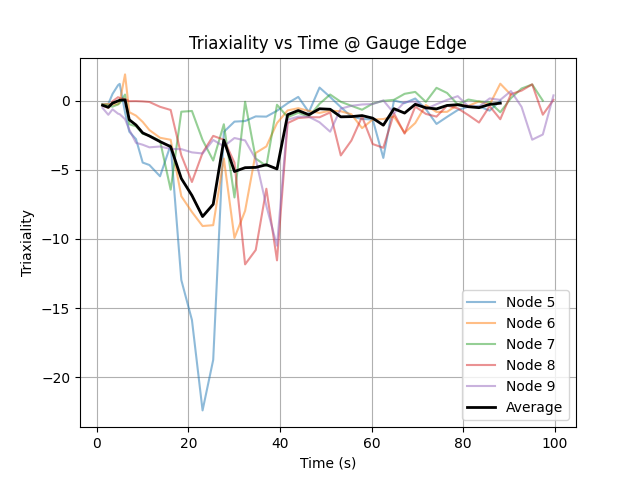 Triaxiality vs Time @ Gauge Edge
Triaxiality
0
−5
−10
−15
−20
0 20 40 60 80 100
Time (s)
Node 5
Node 6
Node 7
Node 8
Node 9
Average